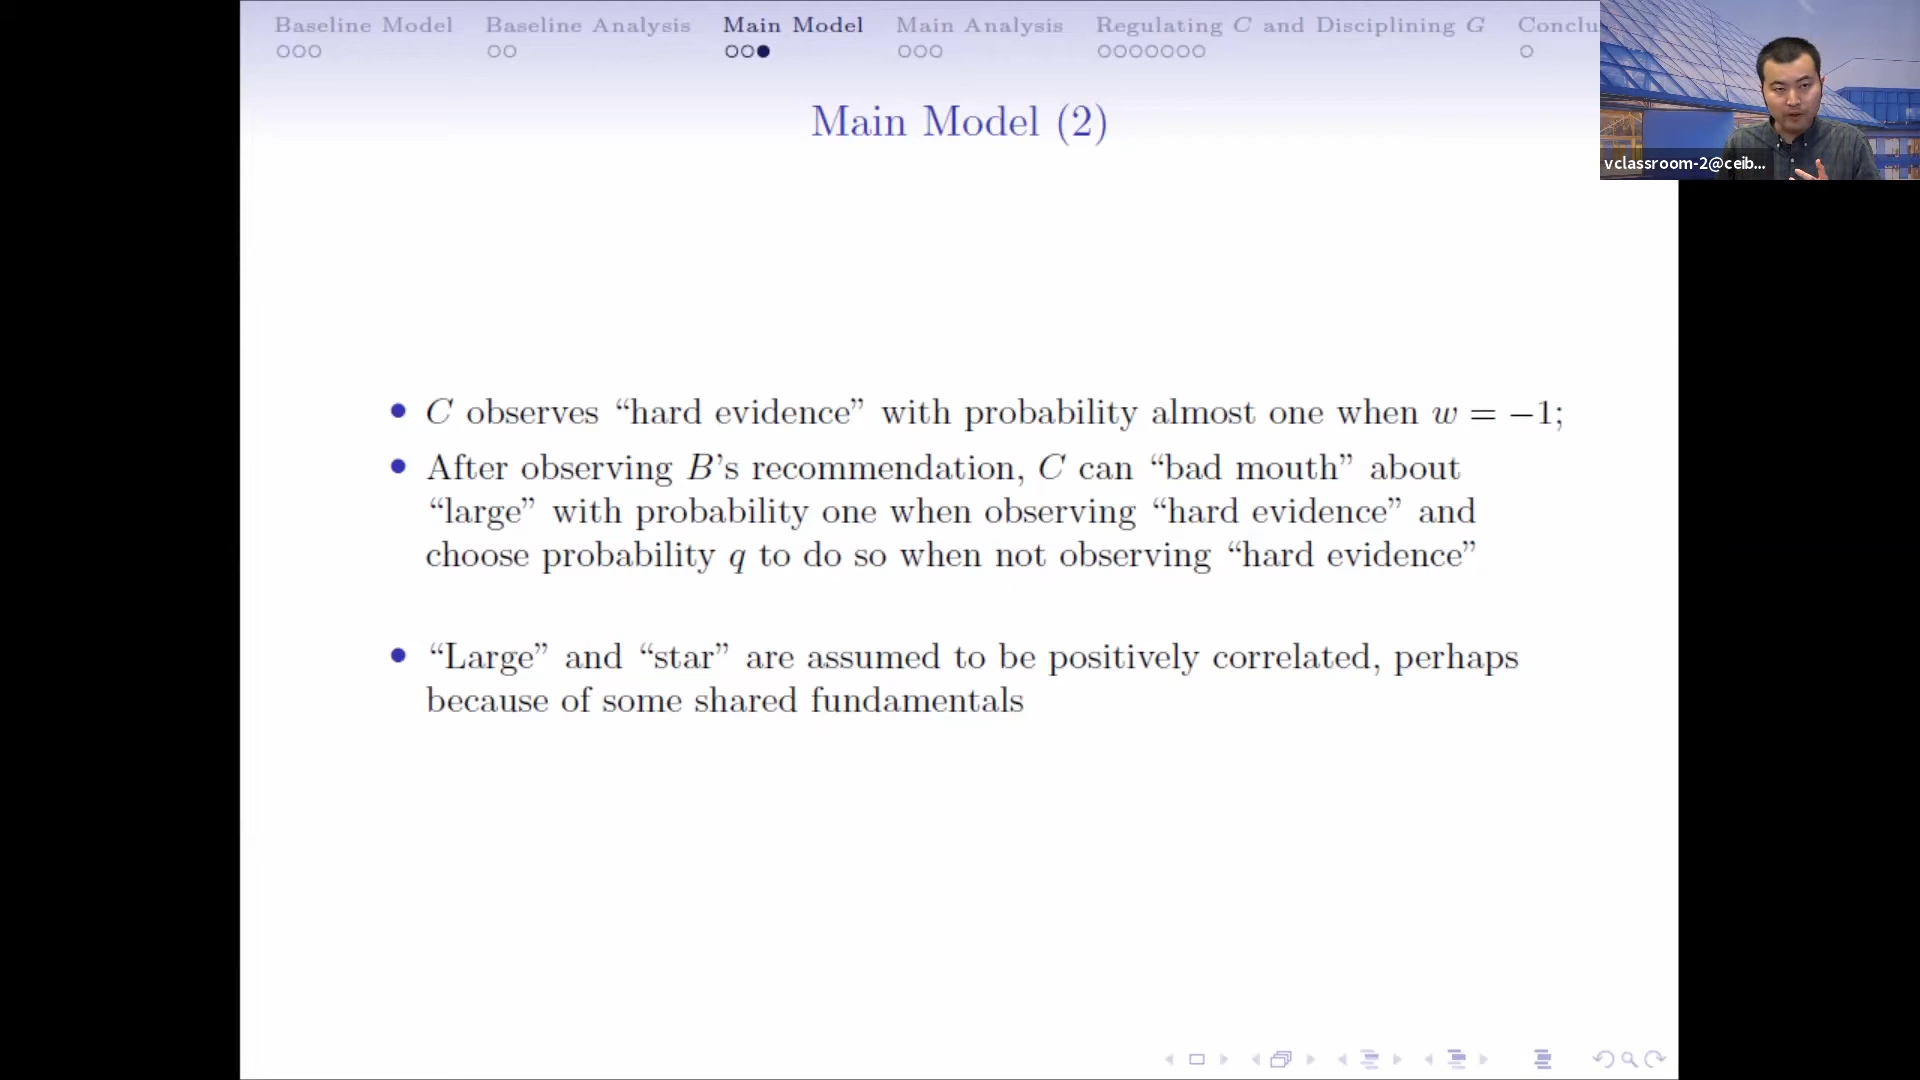 Baseline Model Baseline Analysis Main Model Main Analysis Regulating C and Disciplining G Conclu
Main Model (2)
vclassroom-2@ceib...
• C observes “hard evidence” with probability almost one when w = −1;
• After observing B’s recommendation, C can “bad mouth” about
“large” with probability one when observing “hard evidence” and
choose probability q to do so when not observing “hard evidence”
• “Large” and “star” are assumed to be positively correlated, perhaps
because of some shared fundamentals